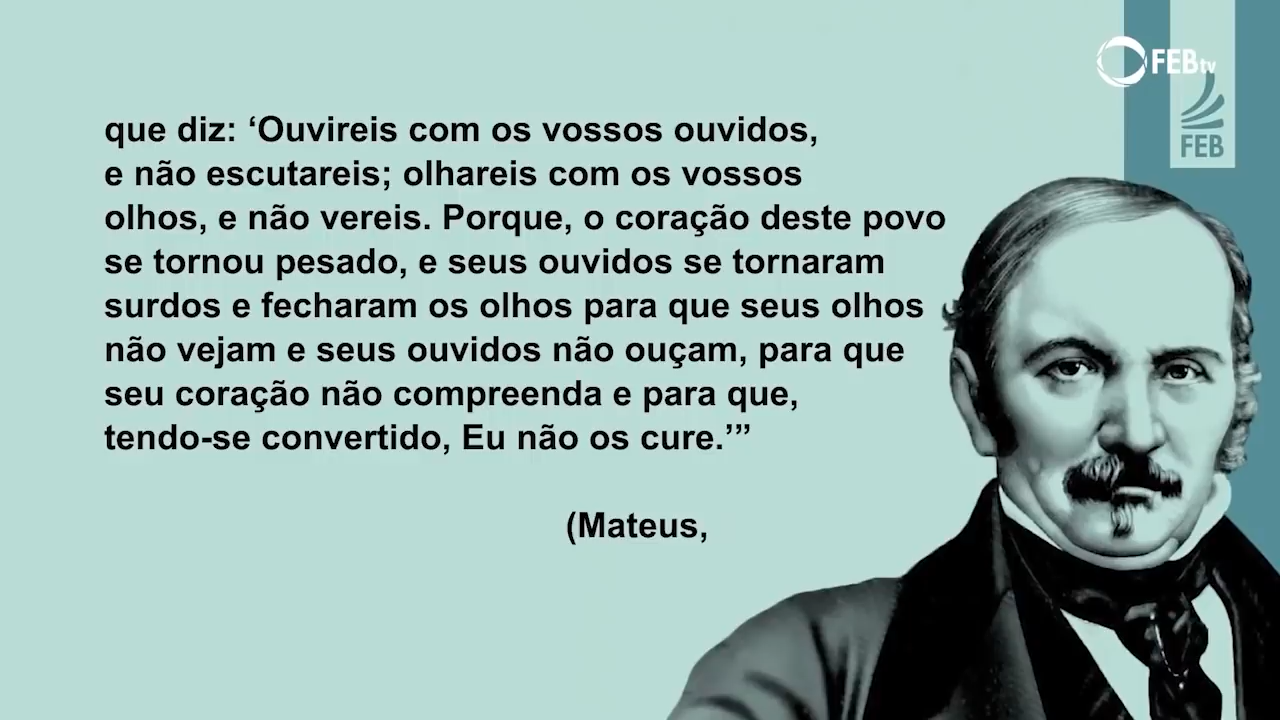 FEBtv
FEB
que diz: ‘Ouvireis com os vossos ouvidos,
e não escutareis; olhareis com os vossos
olhos, e não vereis. Porque, o coração deste povo
se tornou pesado, e seus ouvidos se tornaram
surdos e fecharam os olhos para que seus olhos
não vejam e seus ouvidos não ouçam, para que
seu coração não compreenda e para que,
tendo-se convertido, Eu não os cure.’”
(Mateus,